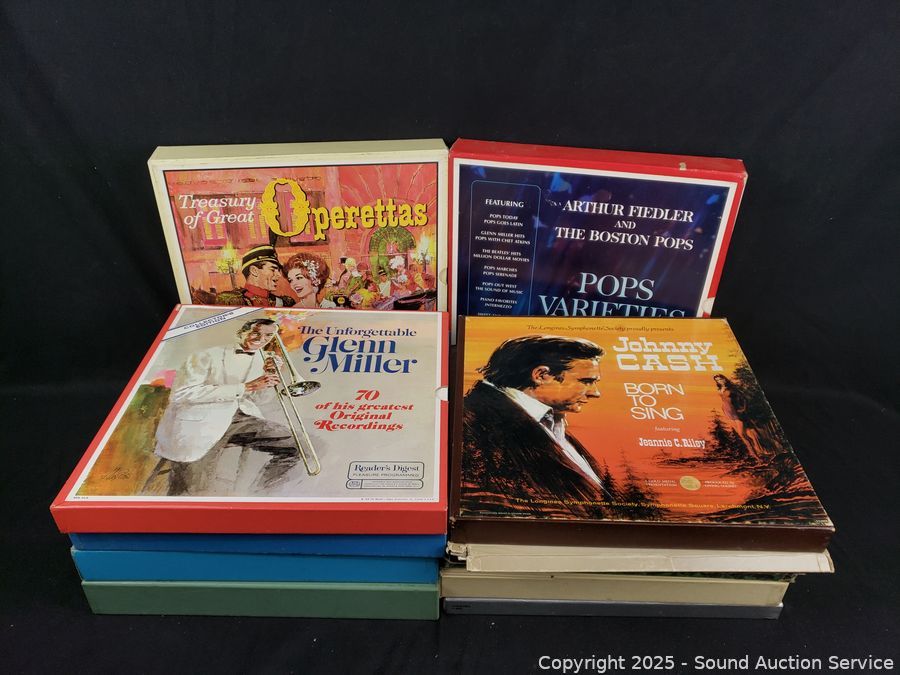 Treasury
of Great Operettas
FEATURING
POPS TODAY
POPS GOES LATIN
GLENN MILLER HITS
POPS WITH CHET ATKINS
THE BEATLES' HITS
MILLION DOLLAR MOVIES
POPS MARCHES
POPS SERENADE
POPS OUT WEST
THE SOUND OF MUSIC
PIANO FAVORITES
INTERMEZZO
ARTHUR FIEDLER
AND
THE BOSTON POPS
POPS
VARIETIES
The Unforgettable
Glenn
Miller
70
of his greatest
Original
Recordings
Reader's Digest
PLEASURE PROGRAMMED
The Longines Symphonette Society proudly presents
Johnny
CASH
BORN
TO
SING
featuring
Jeannie C. Riley
The Longines Symphonette Society, Symphonette Square, Larchmont, N.Y.
Copyright 2025 - Sound Auction Service